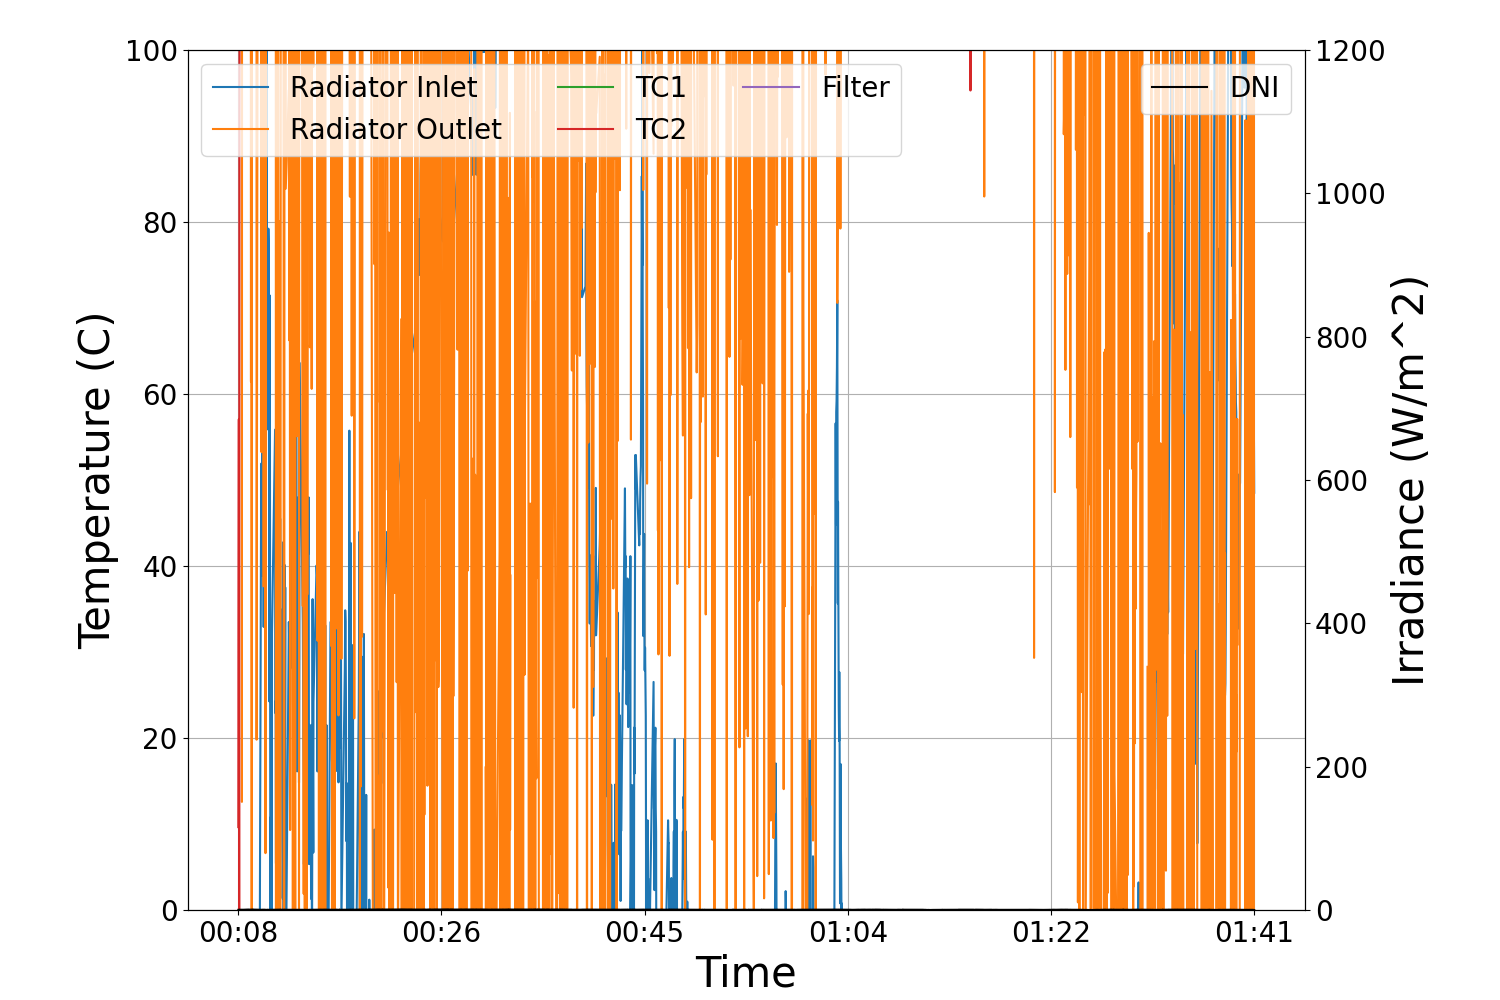 100
80
60
40
20
0
Temperature (C)
Radiator Inlet
Radiator Outlet
TC1
TC2
Filter
DNI
1200
1000
800
600
400
200
0
Irradiance (W/m^2)
00:08
00:26
00:45
01:04
01:22
01:41
Time